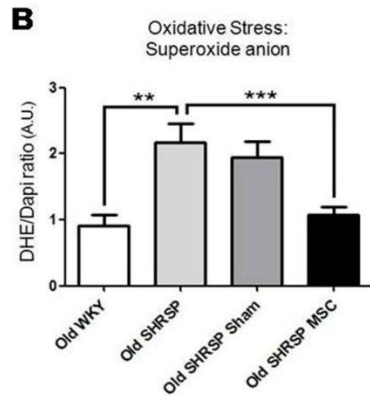 B
Oxidative Stress:
Superoxide anion
DHE/Dapi ratio (A.U.)
3
2
1
0
**
***
Old WKY
Old SHRSP
Old SHRSP Sham
Old SHRSP MSC